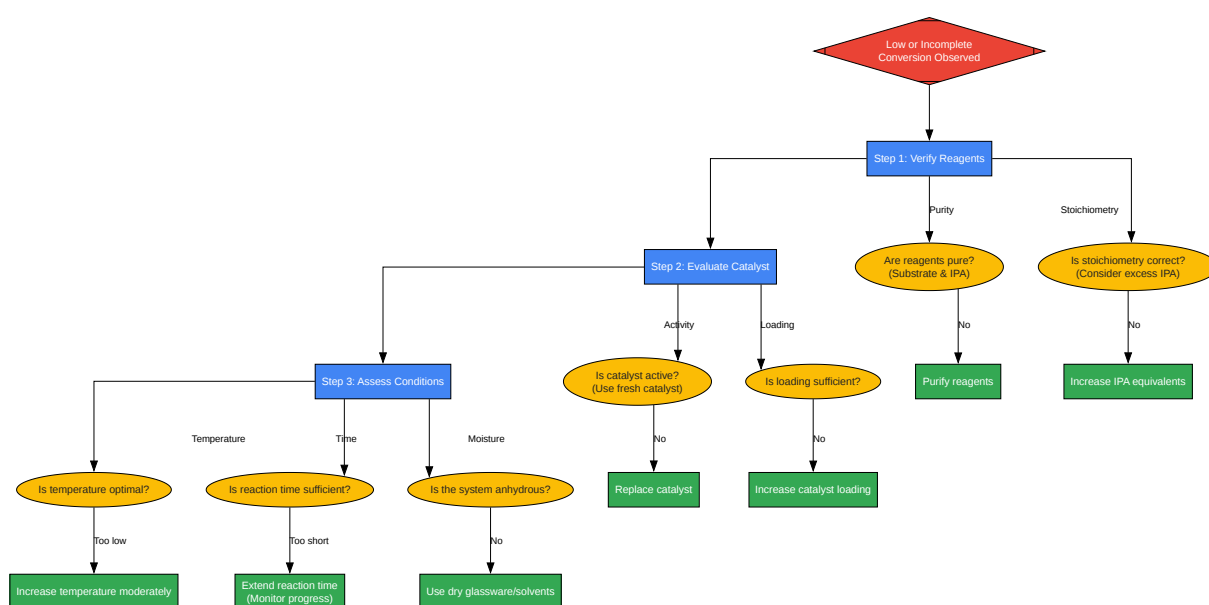 Low or Incomplete
Conversion Observed
Step 1: Verify Reagents
Purity
Stoichiometry
Are reagents pure?
(Substrate & IPA)
Is stoichiometry correct?
(Consider excess IPA)
Step 2: Evaluate Catalyst
Activity
Loading
No
No
Is catalyst active?
(Use fresh catalyst)
Is loading sufficient?
Purify reagents
Increase IPA equivalents
Step 3: Assess Conditions
Temperature
Time
Moisture
No
No
Is temperature optimal?
Is reaction time sufficient?
Is the system anhydrous?
Replace catalyst
Increase catalyst loading
Too low
Too short
No
Increase temperature moderately
Extend reaction time
(Monitor progress)
Use dry glassware/solvents